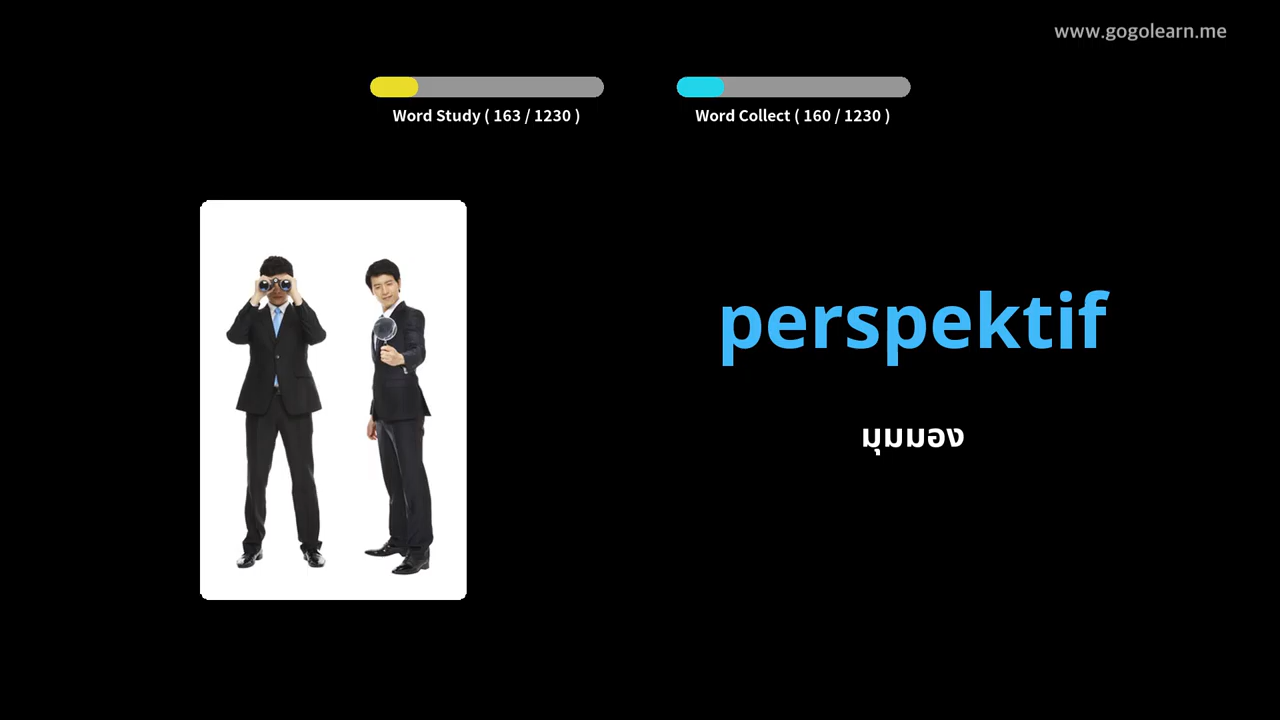 www.gogolearn.me
Word Study ( 163 / 1230 )
Word Collect ( 160 / 1230 )
perspektif
มุมมอง